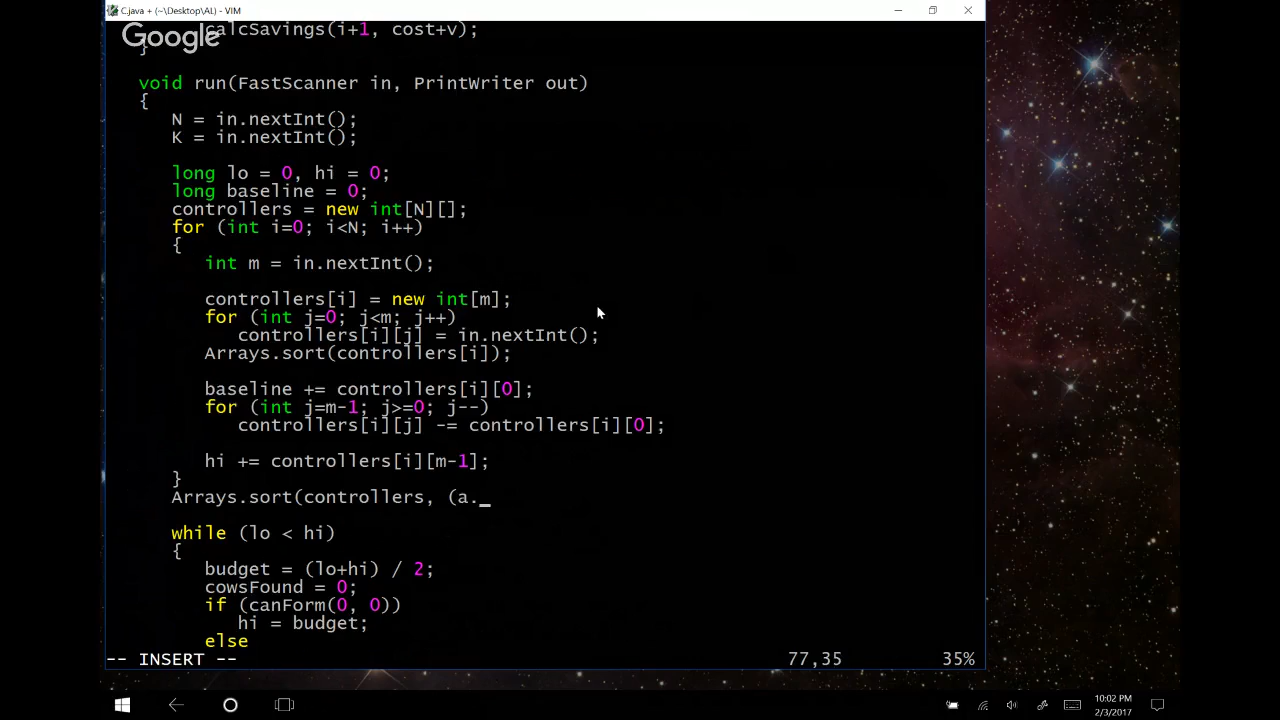 C.java + (~\Desktop\AL) - VIM
calcSavings(i+1, cost+v);
Google
}
void run(FastScanner in, PrintWriter out)
{
N = in.nextInt();
K = in.nextInt();
long lo = 0, hi = 0;
long baseline = 0;
controllers = new int[N][];
for (int i=0; i<N; i++)
{
int m = in.nextInt();
controllers[i] = new int[m];
for (int j=0; j<m; j++)
controllers[i][j] = in.nextInt();
Arrays.sort(controllers[i]);
baseline += controllers[i][0];
for (int j=m-1; j>=0; j--)
controllers[i][j] -= controllers[i][0];
hi += controllers[i][m-1];
}
Arrays.sort(controllers, (a._
while (lo < hi)
{
budget = (lo+hi) / 2;
cowsFound = 0;
if (canForm(0, 0))
hi = budget;
else
-- INSERT -- 77,35 35%
10:02 PM
2/3/2017